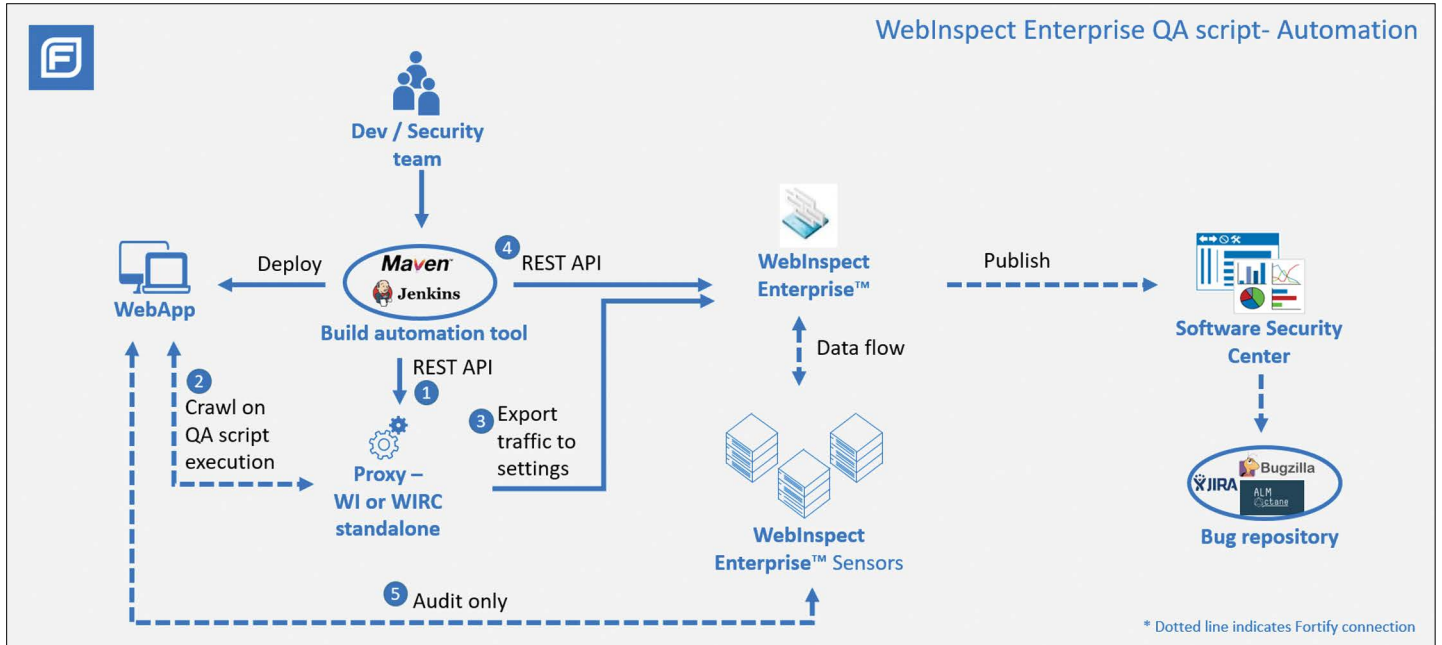 WebInspect Enterprise QA script- Automation
F
Dev / Security
team
4
REST API
Maven™
Jenkins
Deploy
WebApp
Build automation tool
WebInspect
Enterprise™
Publish
Software Security
Center
REST API
1
Data flow
2
Crawl on
QA script
execution
3
Export
traffic to
settings
Proxy –
WI or WIRC
standalone
WebInspect
Enterprise™ Sensors
Bugzilla
JIRA
ALM
Octane
Bug repository
5
Audit only
* Dotted line indicates Fortify connection